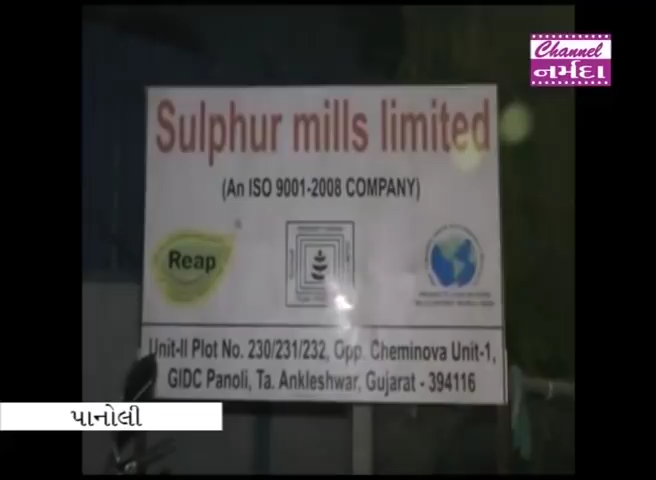 Channel
નર્મદા
Sulphur mills limited
(An ISO 9001-2008 COMPANY)
Reap
Unit-II Plot No. 230/231/232, Opp. Cheminova Unit-1,
GIDC Panoli, Ta. Ankleshwar, Gujarat - 394116
પાનોલી